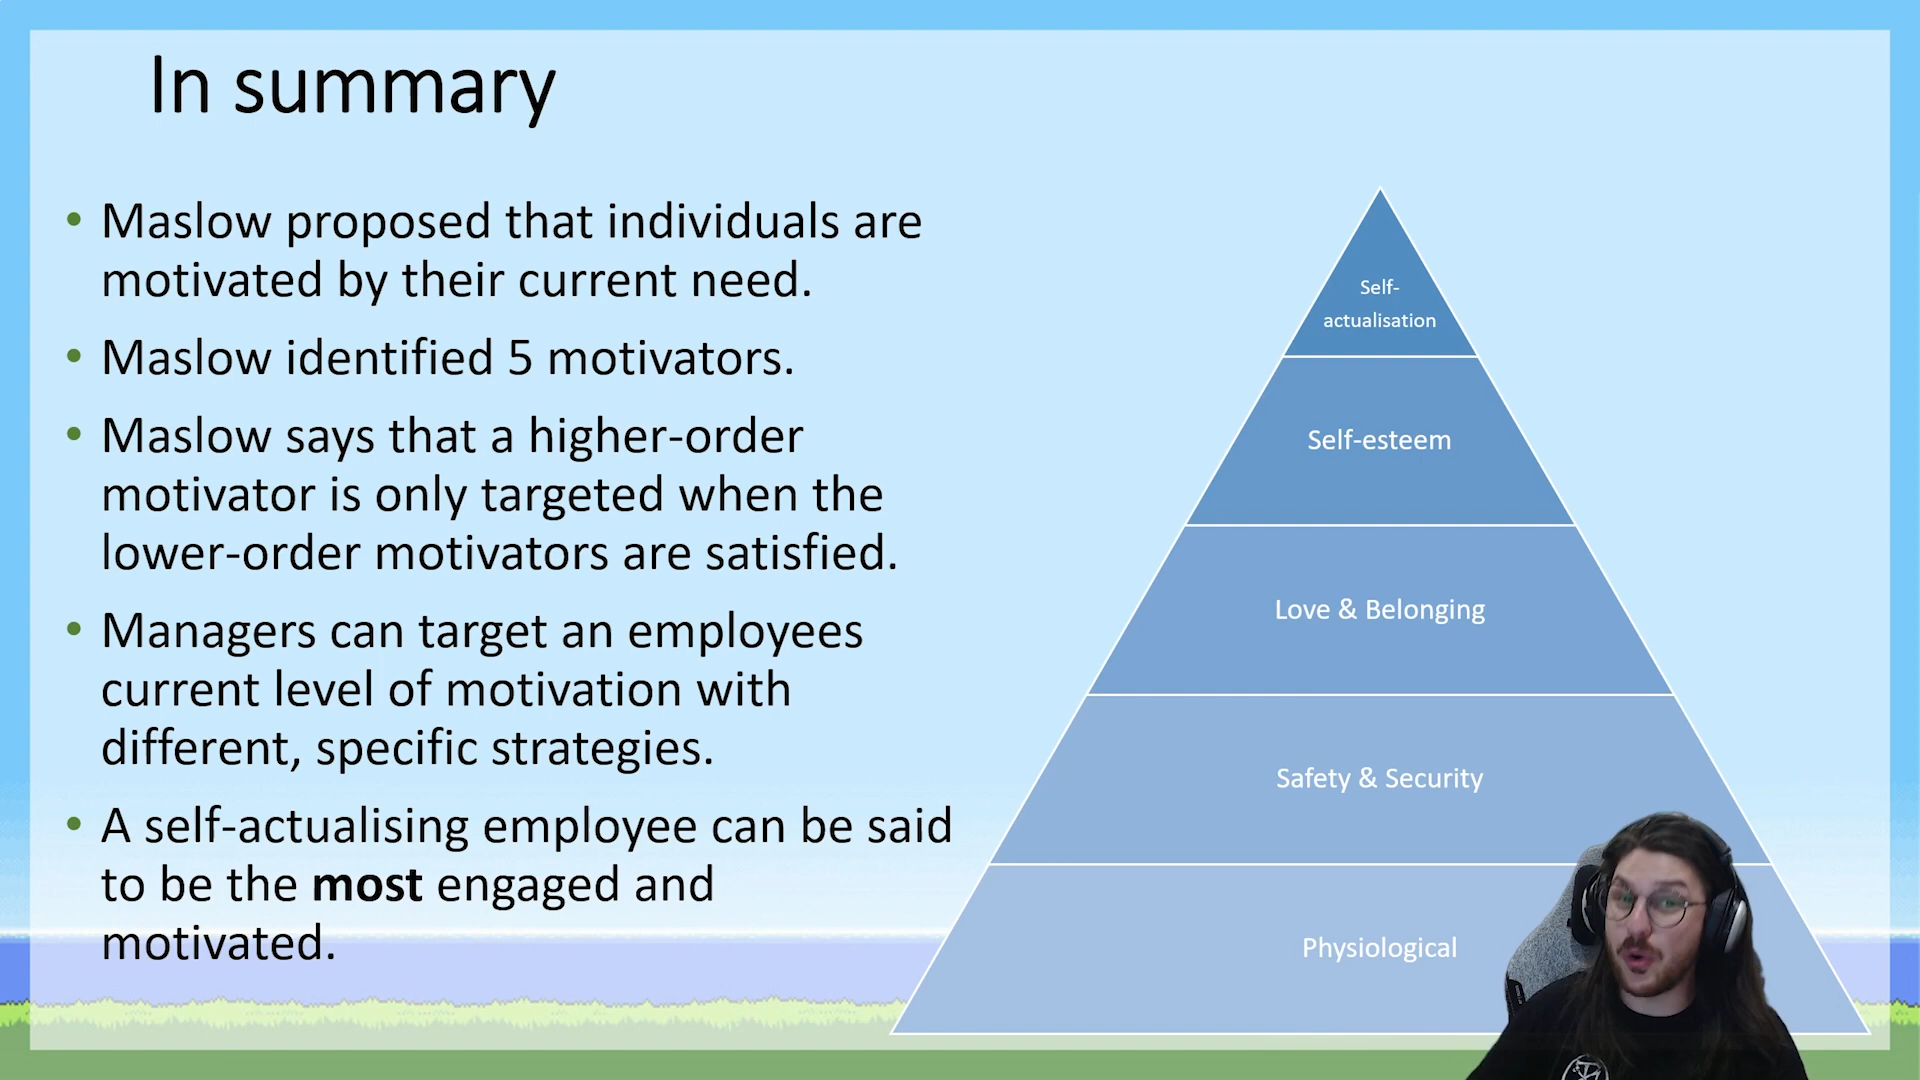 In summary
• Maslow proposed that individuals are
motivated by their current need.
• Maslow identified 5 motivators.
• Maslow says that a higher-order
motivator is only targeted when the
lower-order motivators are satisfied.
• Managers can target an employees
current level of motivation with
different, specific strategies.
• A self-actualising employee can be said
to be the most engaged and
motivated.
Self-
actualisation
Self-esteem
Love & Belonging
Safety & Security
Physiological